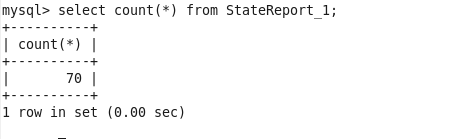 mysql> select count(*) from StateReport_1;
+----------+
| count(*) |
+----------+
|       70 |
+----------+
1 row in set (0.00 sec)